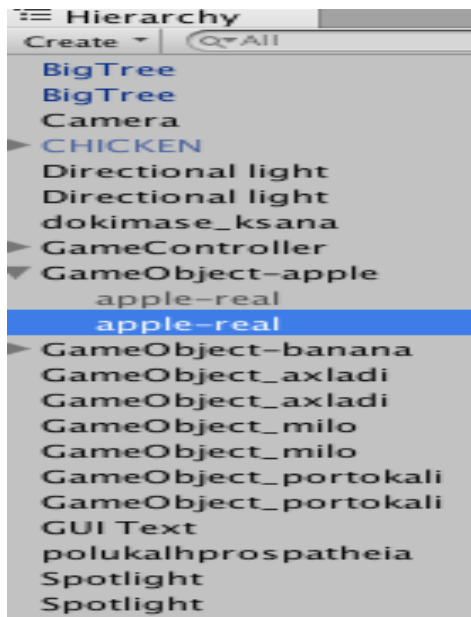 Hierarchy
Create All
BigTree
BigTree
Camera
CHICKEN
Directional light
Directional light
dokimase_ksana
GameController
GameObject-apple
apple-real
apple-real
GameObject-banana
GameObject_axladi
GameObject_axladi
GameObject_milo
GameObject_milo
GameObject_portokali
GameObject_portokali
GUI Text
polukalhprospatheia
Spotlight
Spotlight